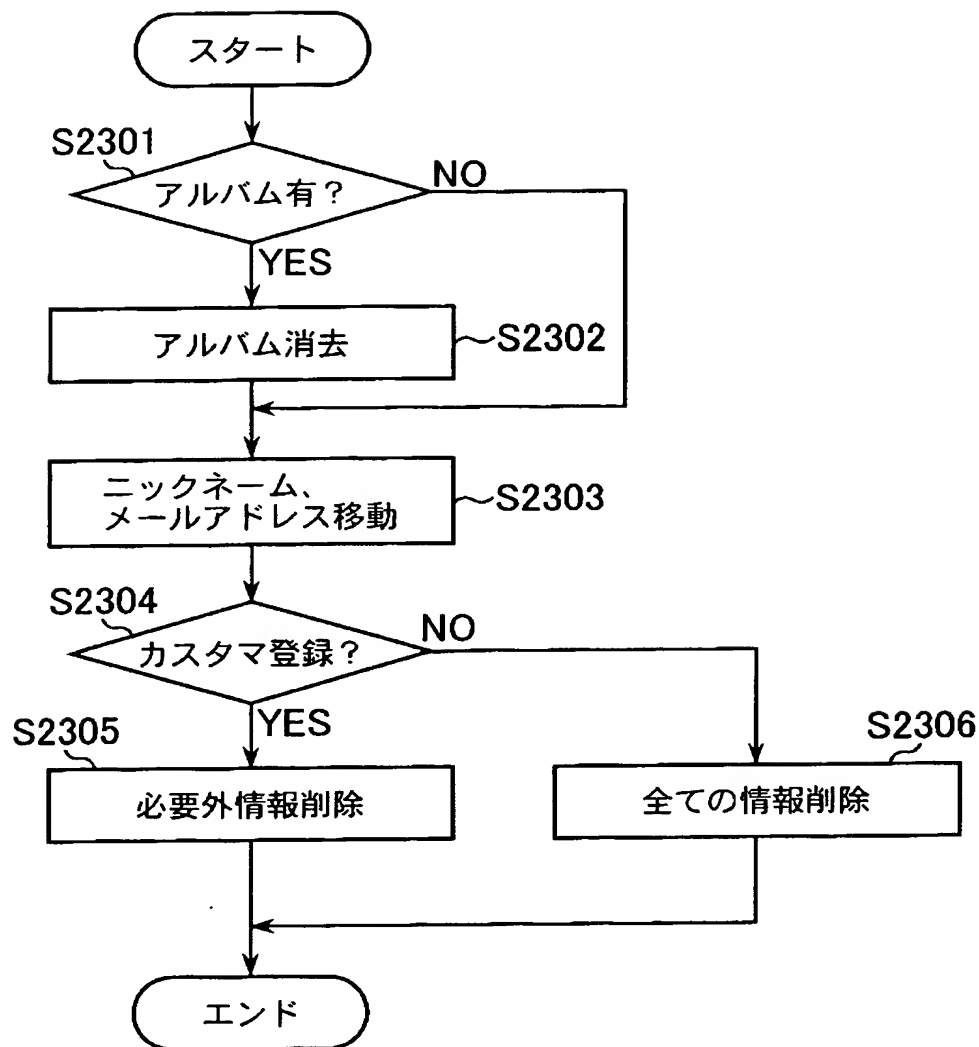 スタート
S2301
アルバム有？
NO
YES
アルバム消去
S2302
ニックネーム、
メールアドレス移動
S2303
S2304
カスタマ登録？
NO
YES
S2305
必要外情報削除
S2306
全ての情報削除
エンド